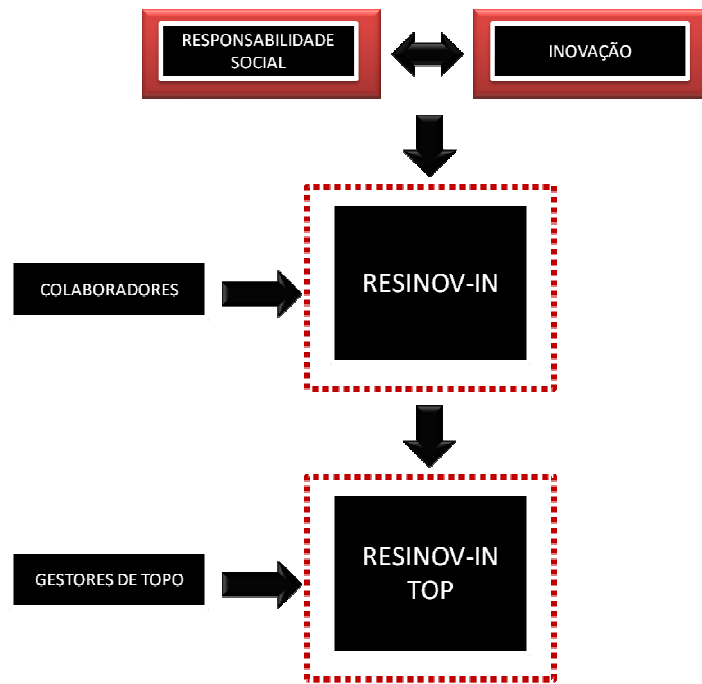 RESPONSABILIDADE
SOCIAL
INOVAÇÃO
RESINOV-IN
COLABORADORES
RESINOV-IN
TOP
GESTORES DE TOPO